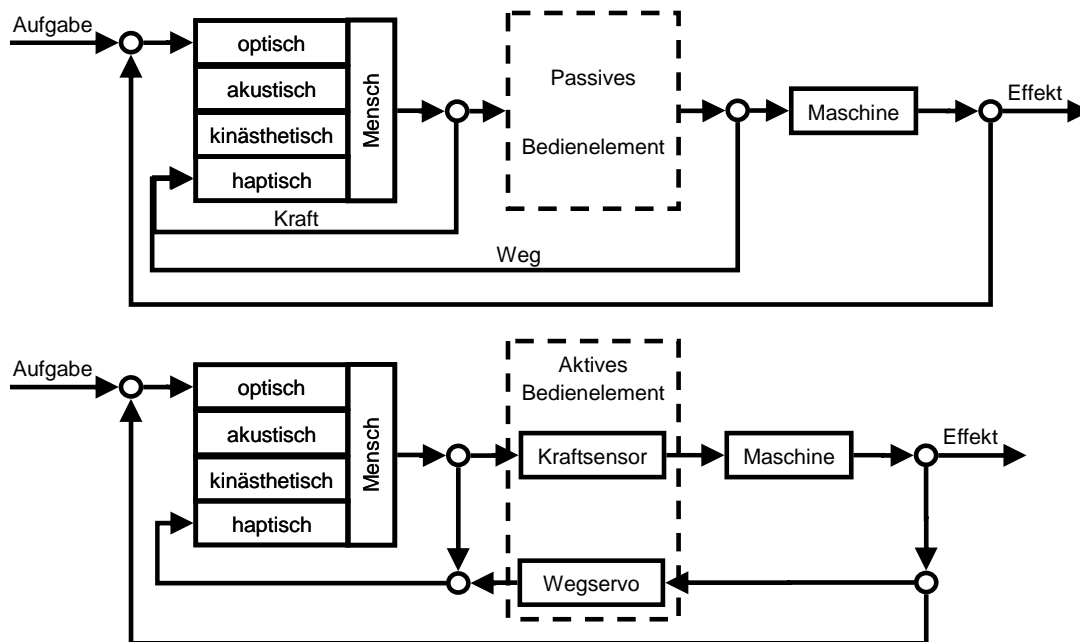 Aufgabe
optisch
akustisch
kinästhetisch
haptisch
Mensch
Passives
Bedienelement
Maschine
Effekt
Kraft
Weg
Aufgabe
optisch
akustisch
kinästhetisch
haptisch
Mensch
Aktives
Bedienelement
Kraftsensor
Maschine
Effekt
Wegservo